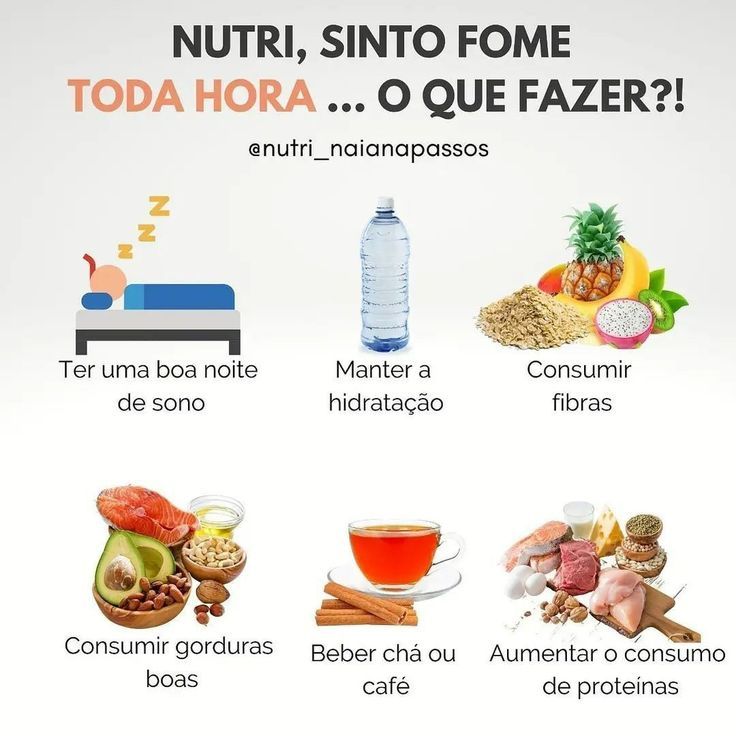 NUTRI, SINTO FOME
TODA HORA ... O QUE FAZER?!
@nutri_naianapassos
Z
Z
Z
Ter uma boa noite
de sono
Manter a
hidratação
Consumir
fibras
Consumir gorduras
boas
Beber chá ou
café
Aumentar o consumo
de proteínas